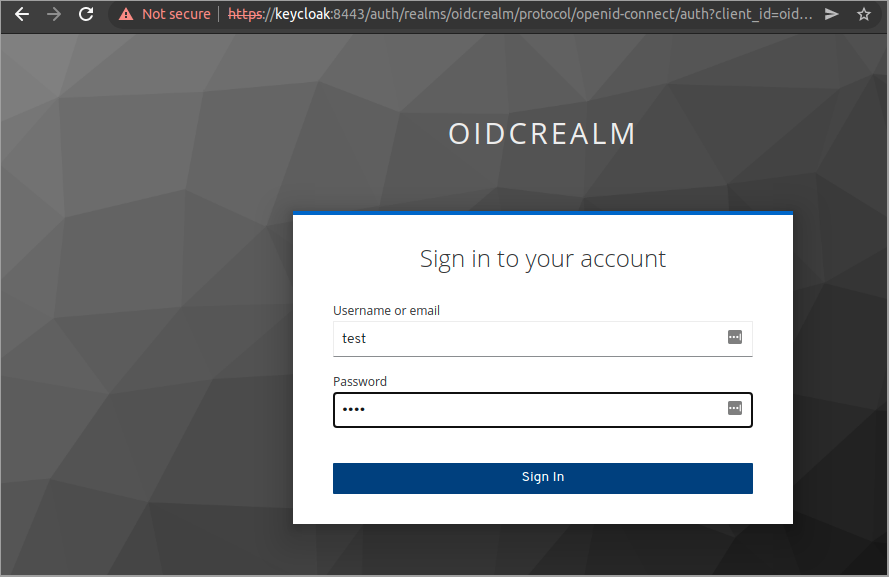 Not secure | https://keycloak:8443/auth/realms/oidcrealm/protocol/openid-connect/auth?client_id=oid...
OIDCREALM
Sign in to your account
Username or email
test
Password
••••
Sign In